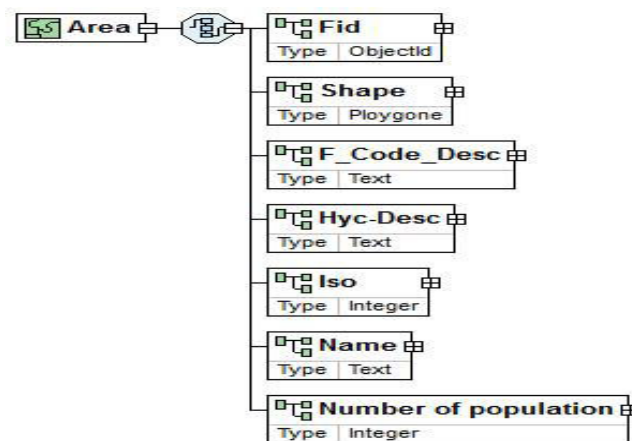 Area
Fid
Type ObjectId
Shape
Type Ploygone
F_Code_Desc
Type Text
Hyc-Desc
Type Text
Iso
Type Integer
Name
Type Text
Number of population
Type Integer